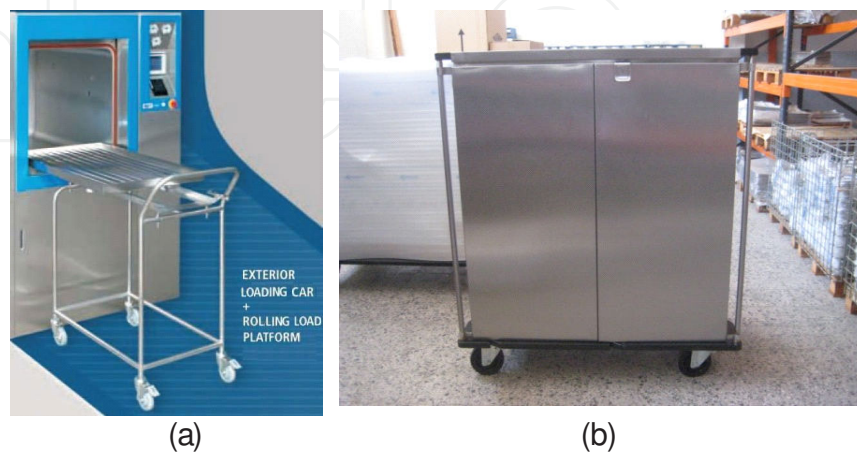 EXTERIOR
LOADING CAR
+
ROLLING LOAD
PLATFORM
(a)
(b)